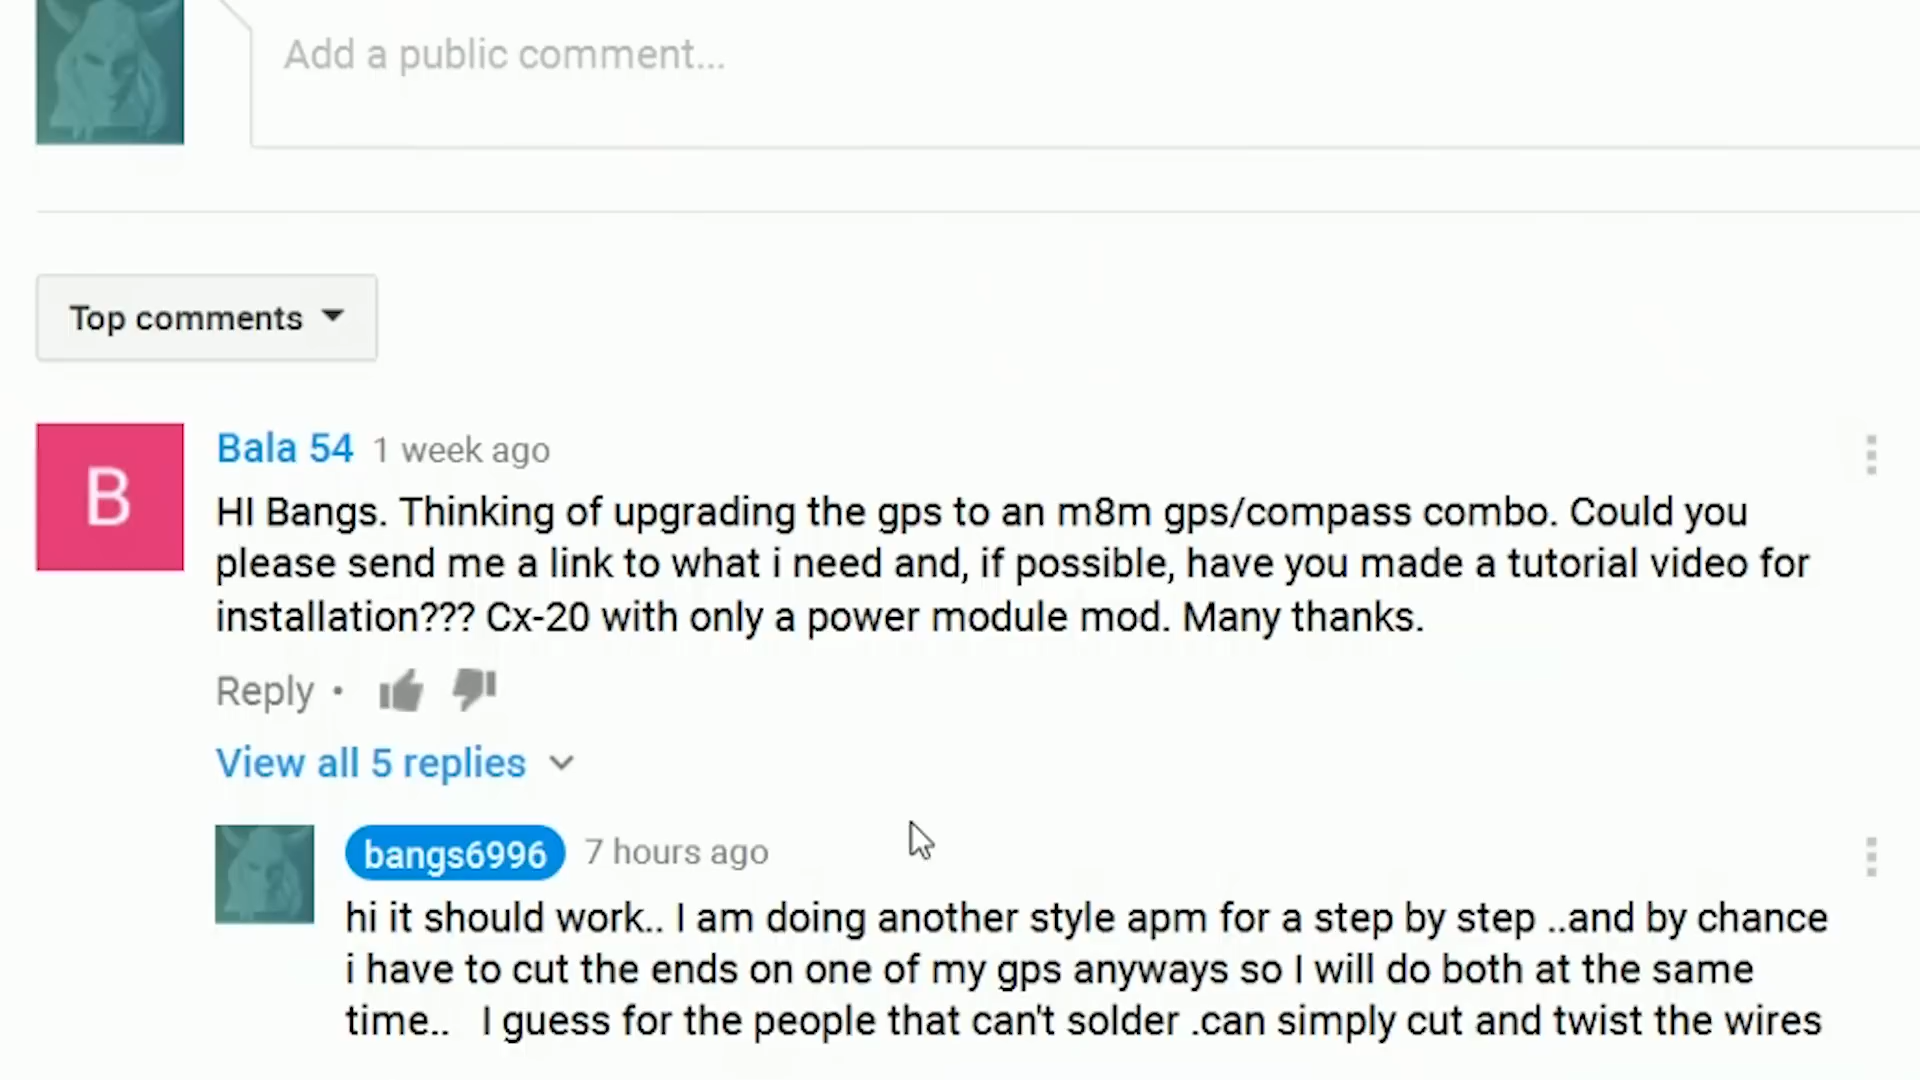 Add a public comment...
Top comments
B
Bala 54 1 week ago
HI Bangs. Thinking of upgrading the gps to an m8m gps/compass combo. Could you
please send me a link to what i need and, if possible, have you made a tutorial video for
installation??? Cx-20 with only a power module mod. Many thanks.
Reply •
View all 5 replies
bangs6996 7 hours ago
hi it should work.. I am doing another style apm for a step by step ..and by chance
i have to cut the ends on one of my gps anyways so I will do both at the same
time.. I guess for the people that can't solder .can simply cut and twist the wires